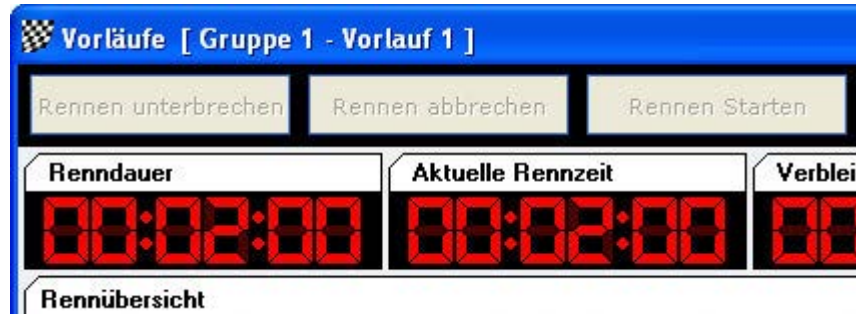 Vorläufe [ Gruppe 1 - Vorlauf 1 ]
Rennen unterbrechen Rennen abbrechen Rennen Starten
Renndauer Aktuelle Rennzeit
00:02:00 00:02:00
Rennübersicht